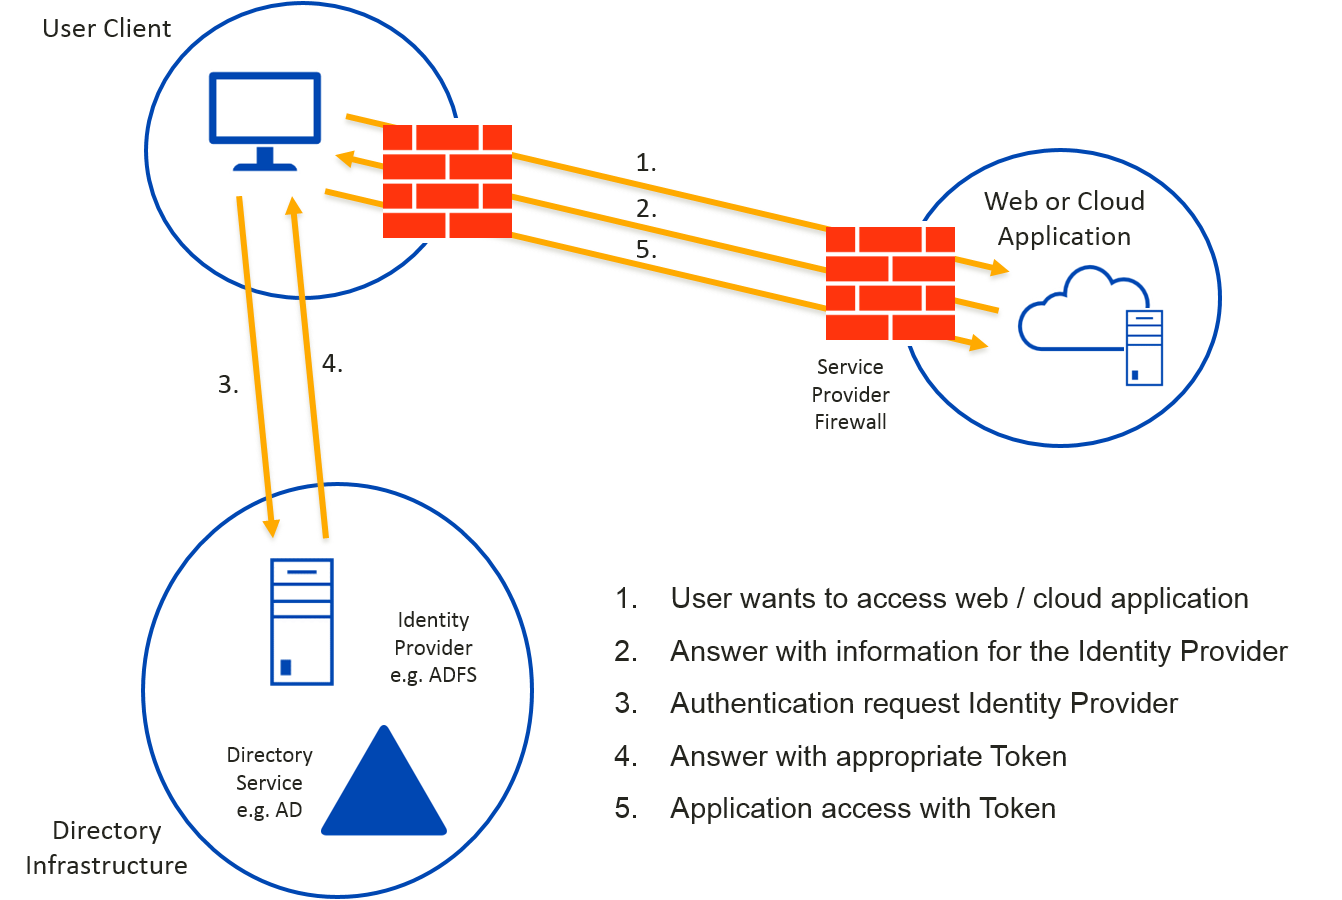 User Client
1.
2.
5.
Web or Cloud
Application
Service
Provider
Firewall
3.
4.
Identity
Provider
e.g. ADFS
Directory
Service
e.g. AD
Directory
Infrastructure
1. User wants to access web / cloud application
2. Answer with information for the Identity Provider
3. Authentication request Identity Provider
4. Answer with appropriate Token
5. Application access with Token